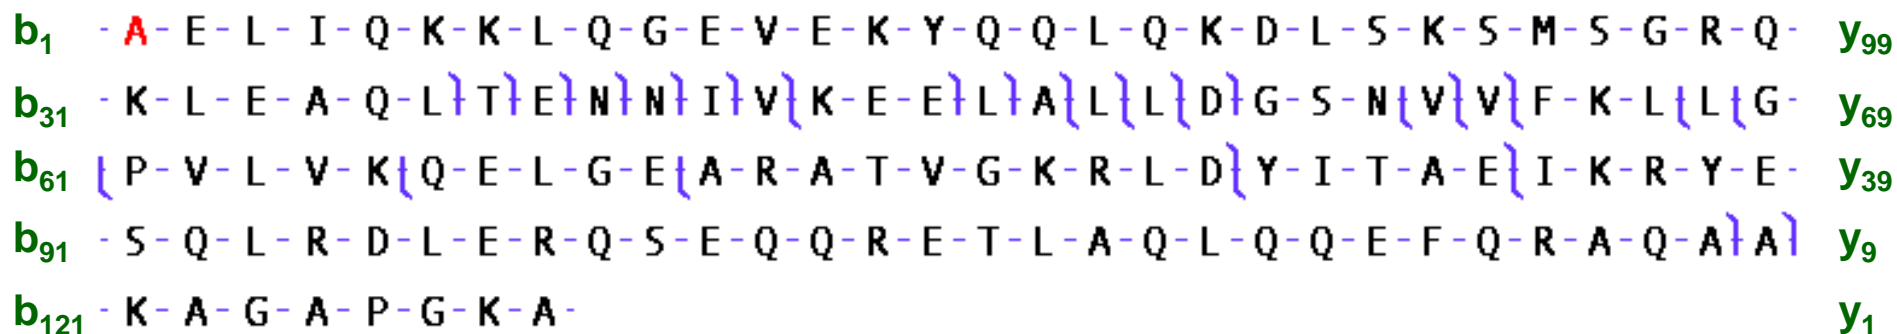 b1 - A - E - L - I - Q - K - K - L - Q - G - E - V - E - K - Y - Q - Q - L - Q - K - D - L - S - K - S - M - S - G - R - Q - y99
b31 - K - L - E - A - Q - L T E N N I V K - E - E L A L L D G - S - N V V F - K - L L G - y69
b61 P - V - L - V - K Q - E - L - G - E A - R - A - T - V - G - K - R - L - D Y - I - T - A - E I - K - R - Y - E - y39
b91 - S - Q - L - R - D - L - E - R - Q - S - E - Q - Q - R - E - T - L - A - Q - L - Q - Q - E - F - Q - R - A - Q - A A y9
b121 - K - A - G - A - P - G - K - A - y1